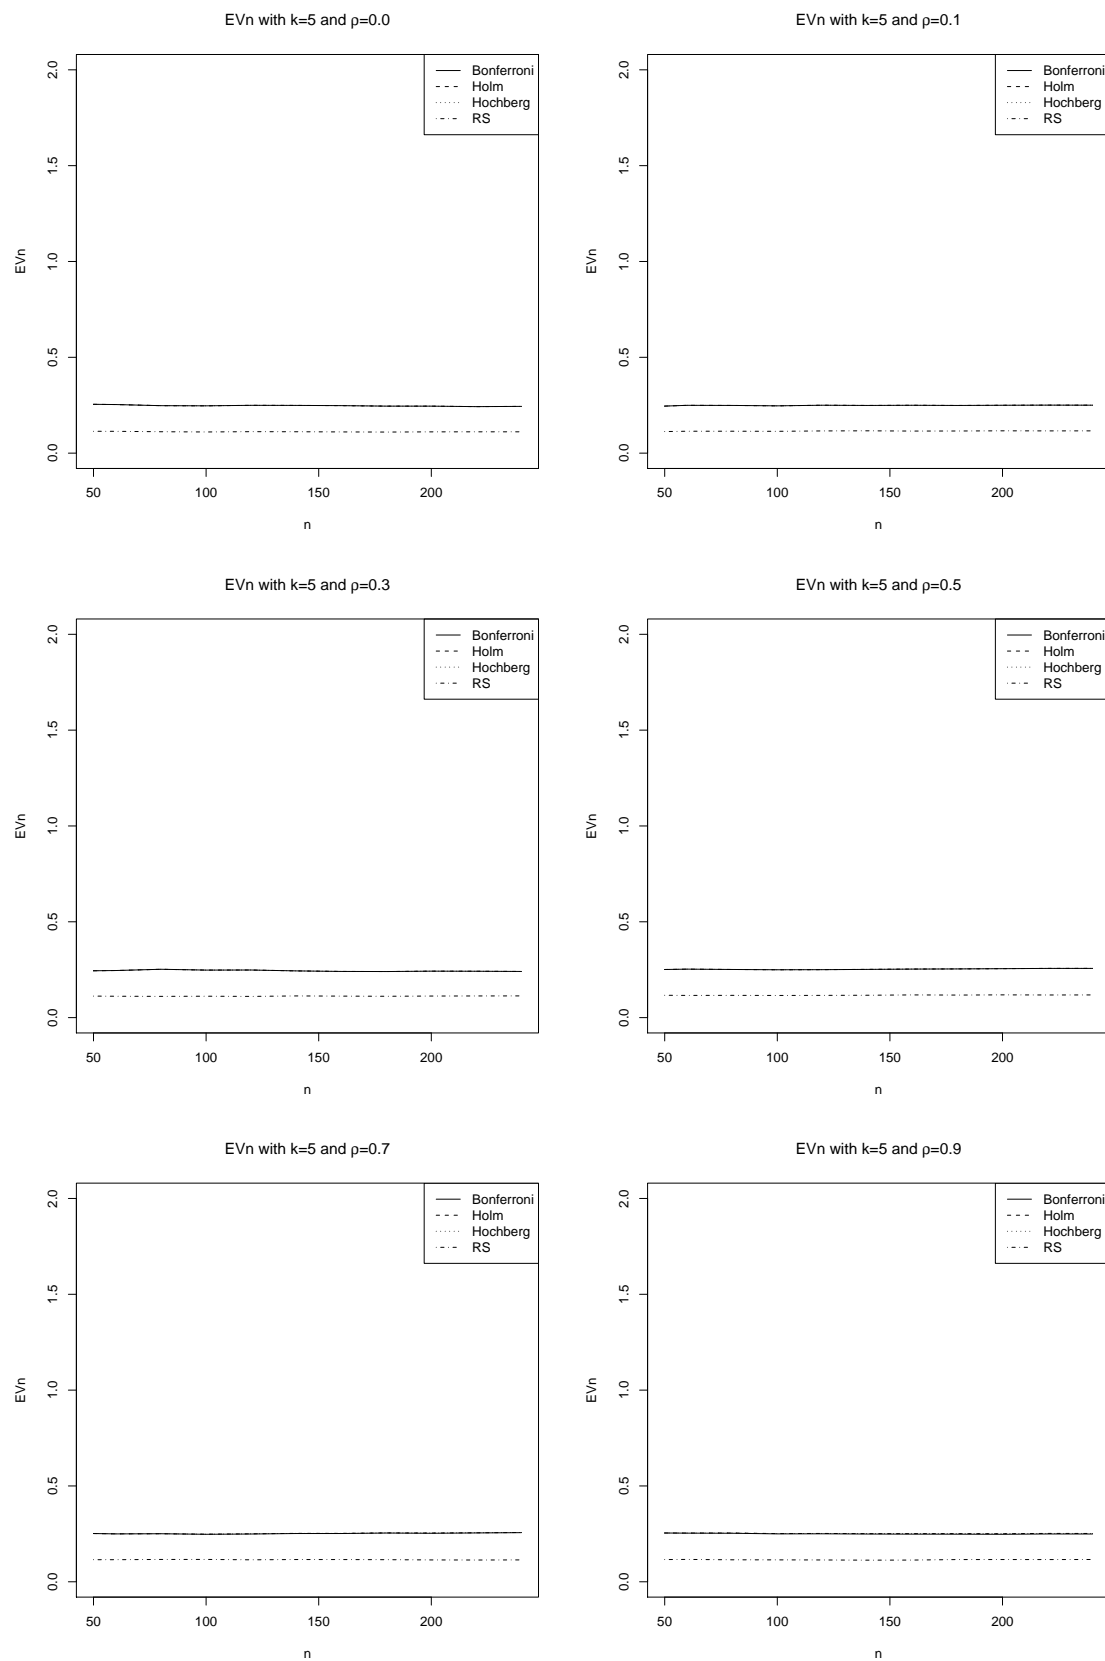 EVn with k=5 and ρ=0.0
Bonferroni
Holm
Hochberg
RS
EVn
0.0
0.5
1.0
1.5
2.0
50
100
150
200
n
EVn with k=5 and ρ=0.1
Bonferroni
Holm
Hochberg
RS
EVn
0.0
0.5
1.0
1.5
2.0
50
100
150
200
n
EVn with k=5 and ρ=0.3
Bonferroni
Holm
Hochberg
RS
EVn
0.0
0.5
1.0
1.5
2.0
50
100
150
200
n
EVn with k=5 and ρ=0.5
Bonferroni
Holm
Hochberg
RS
EVn
0.0
0.5
1.0
1.5
2.0
50
100
150
200
n
EVn with k=5 and ρ=0.7
Bonferroni
Holm
Hochberg
RS
EVn
0.0
0.5
1.0
1.5
2.0
50
100
150
200
n
EVn with k=5 and ρ=0.9
Bonferroni
Holm
Hochberg
RS
EVn
0.0
0.5
1.0
1.5
2.0
50
100
150
200
n